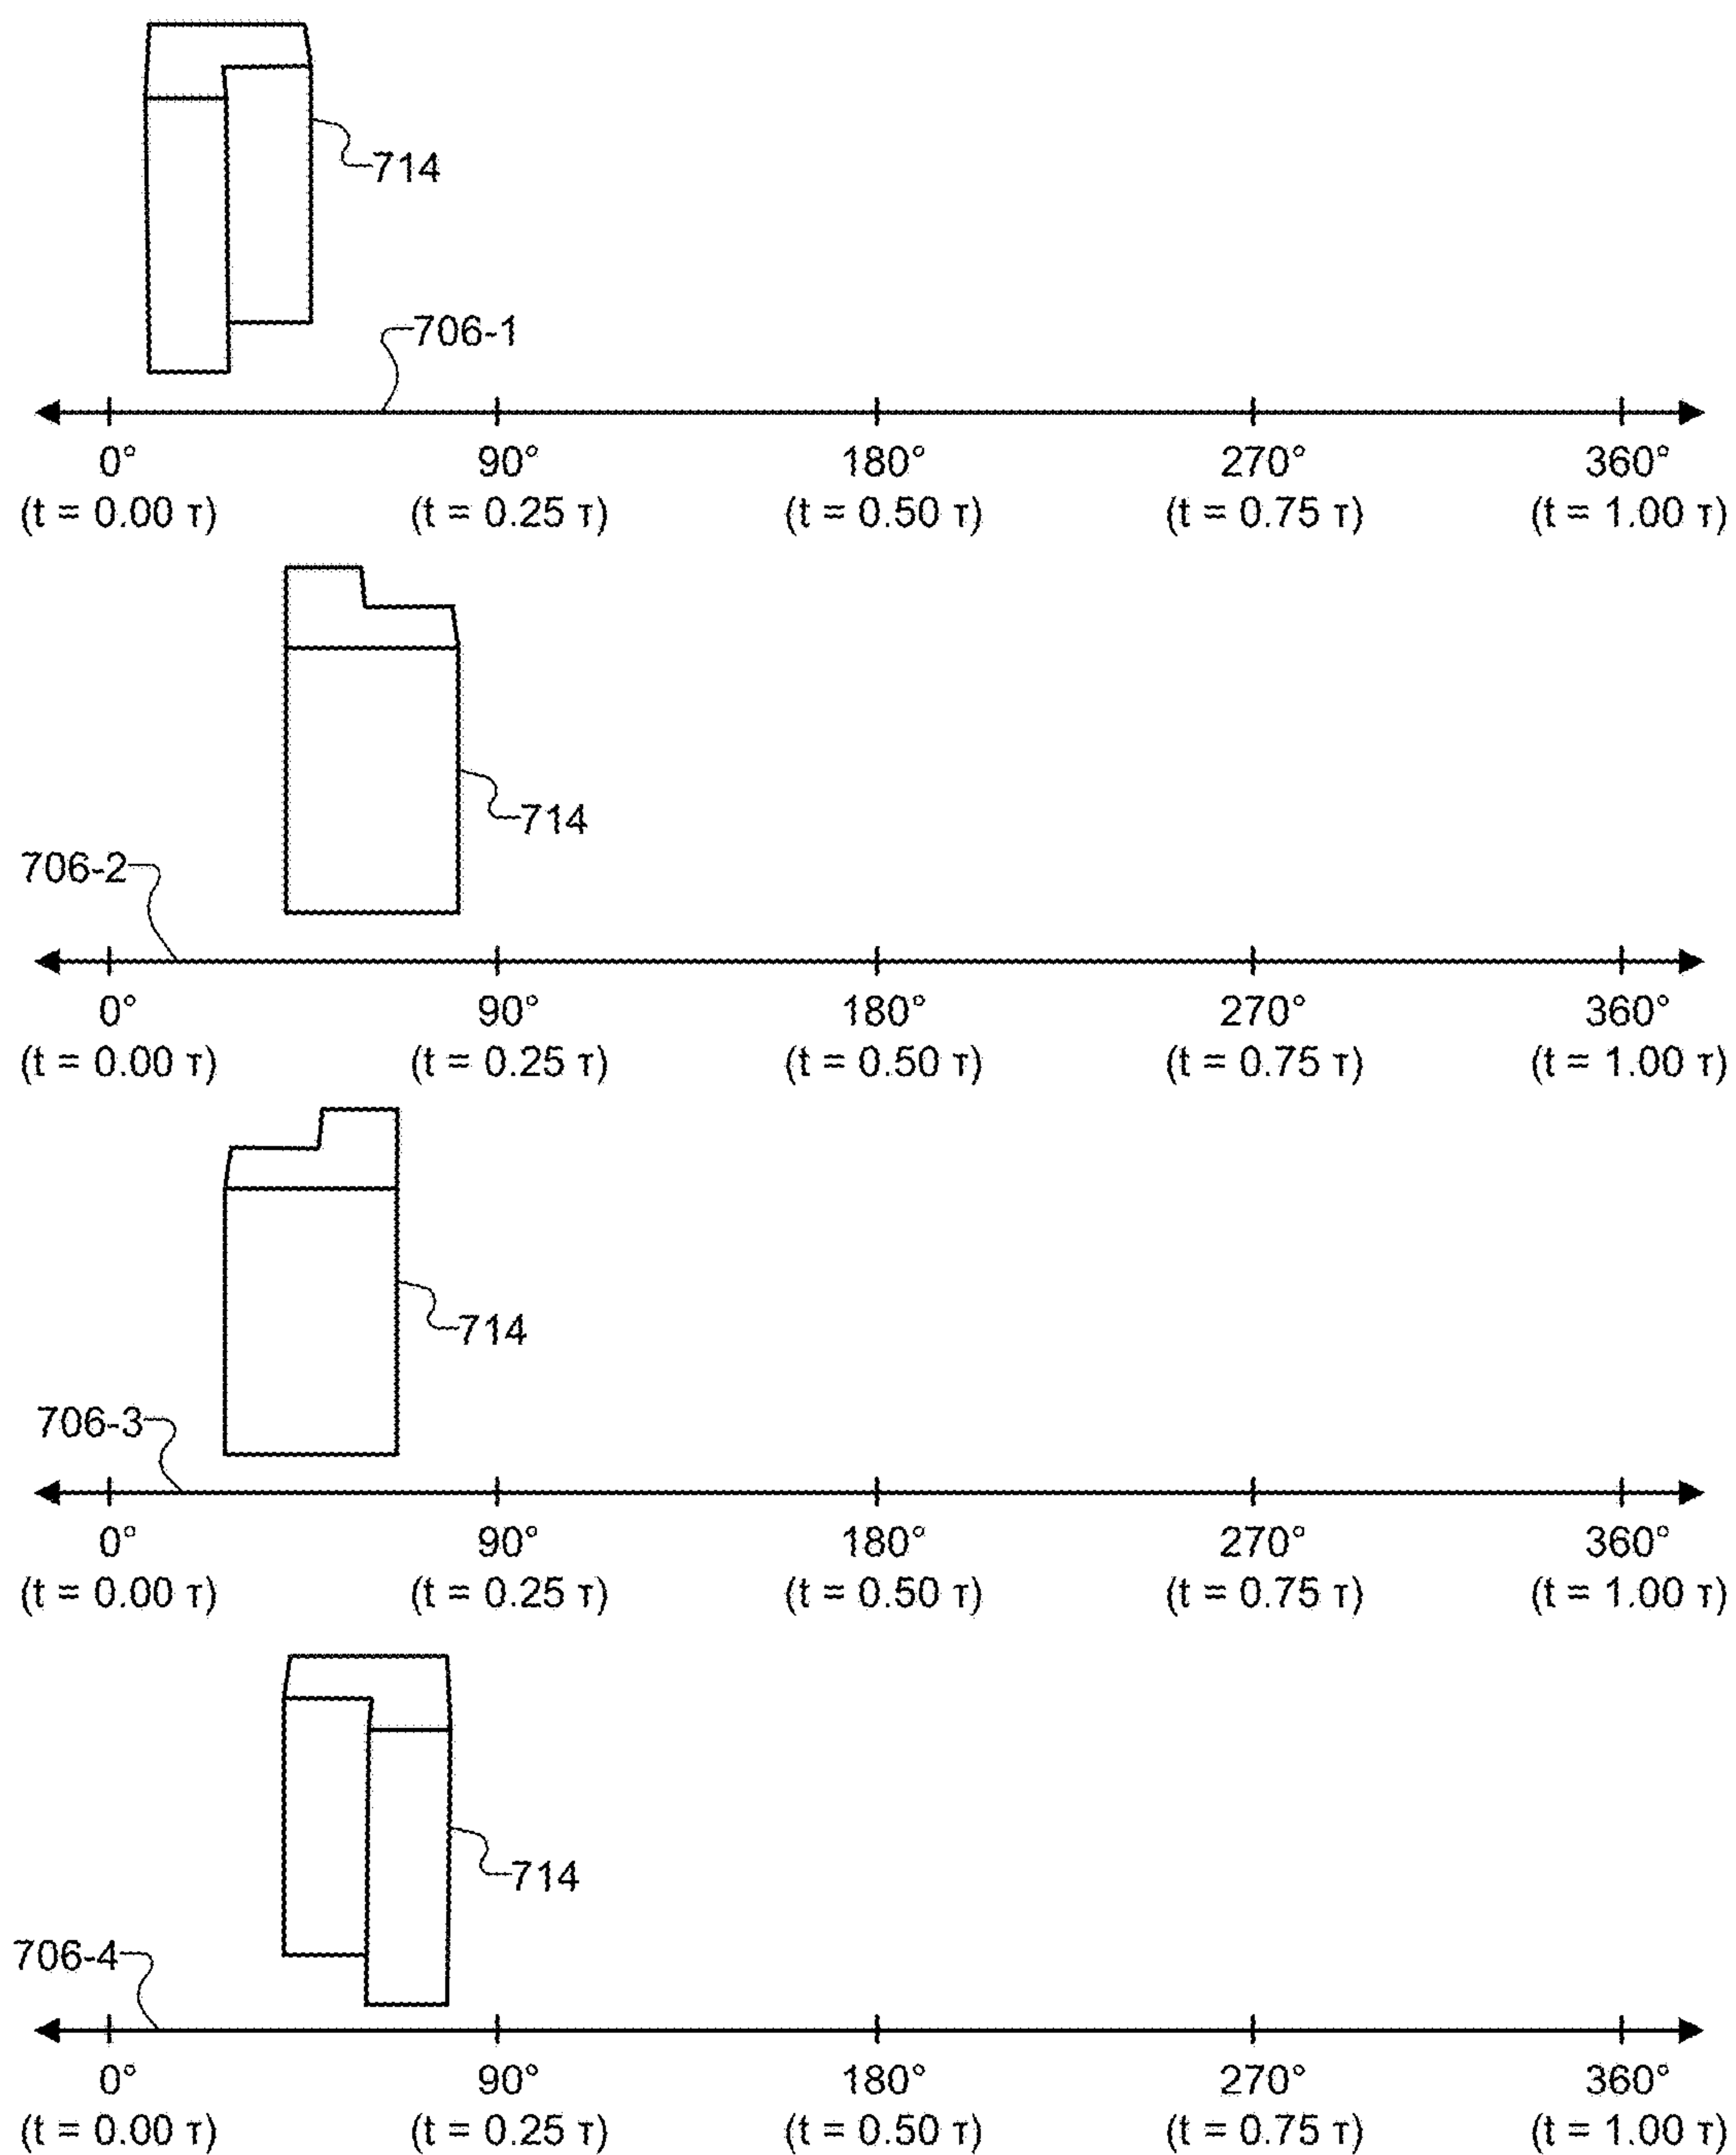 714
706-1
0° 90° 180° 270° 360°
(t = 0.00 τ) (t = 0.25 τ) (t = 0.50 τ) (t = 0.75 τ) (t = 1.00 τ)
714
706-2
0° 90° 180° 270° 360°
(t = 0.00 τ) (t = 0.25 τ) (t = 0.50 τ) (t = 0.75 τ) (t = 1.00 τ)
714
706-3
0° 90° 180° 270° 360°
(t = 0.00 τ) (t = 0.25 τ) (t = 0.50 τ) (t = 0.75 τ) (t = 1.00 τ)
714
706-4
0° 90° 180° 270° 360°
(t = 0.00 τ) (t = 0.25 τ) (t = 0.50 τ) (t = 0.75 τ) (t = 1.00 τ)